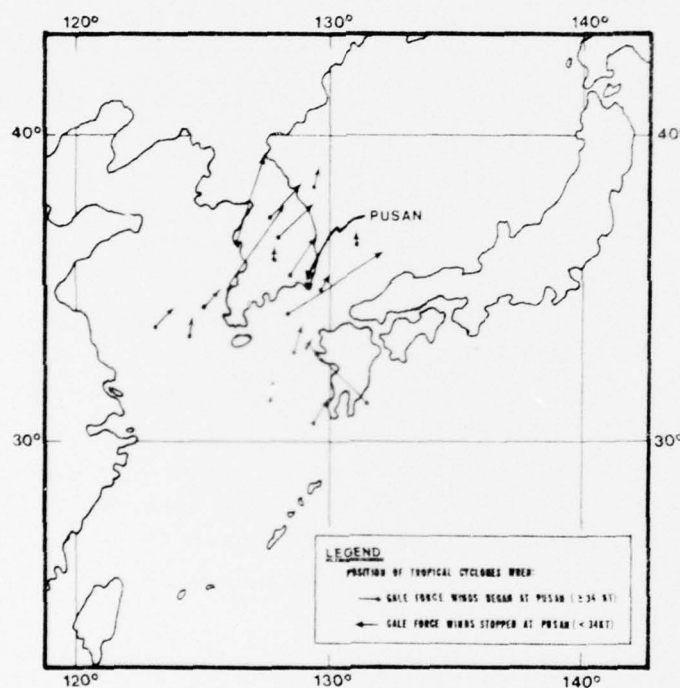 120° 130° 140°
40° 40°
PUSAN
30° 30°
LEGEND
POSITION OF TROPICAL CYCLONES WHEN:
GALE FORCE WINDS BEGAN AT PUSAN (≥34 KT)
GALE FORCE WINDS STOPPED AT PUSAN (<34KT)
120° 130° 140°